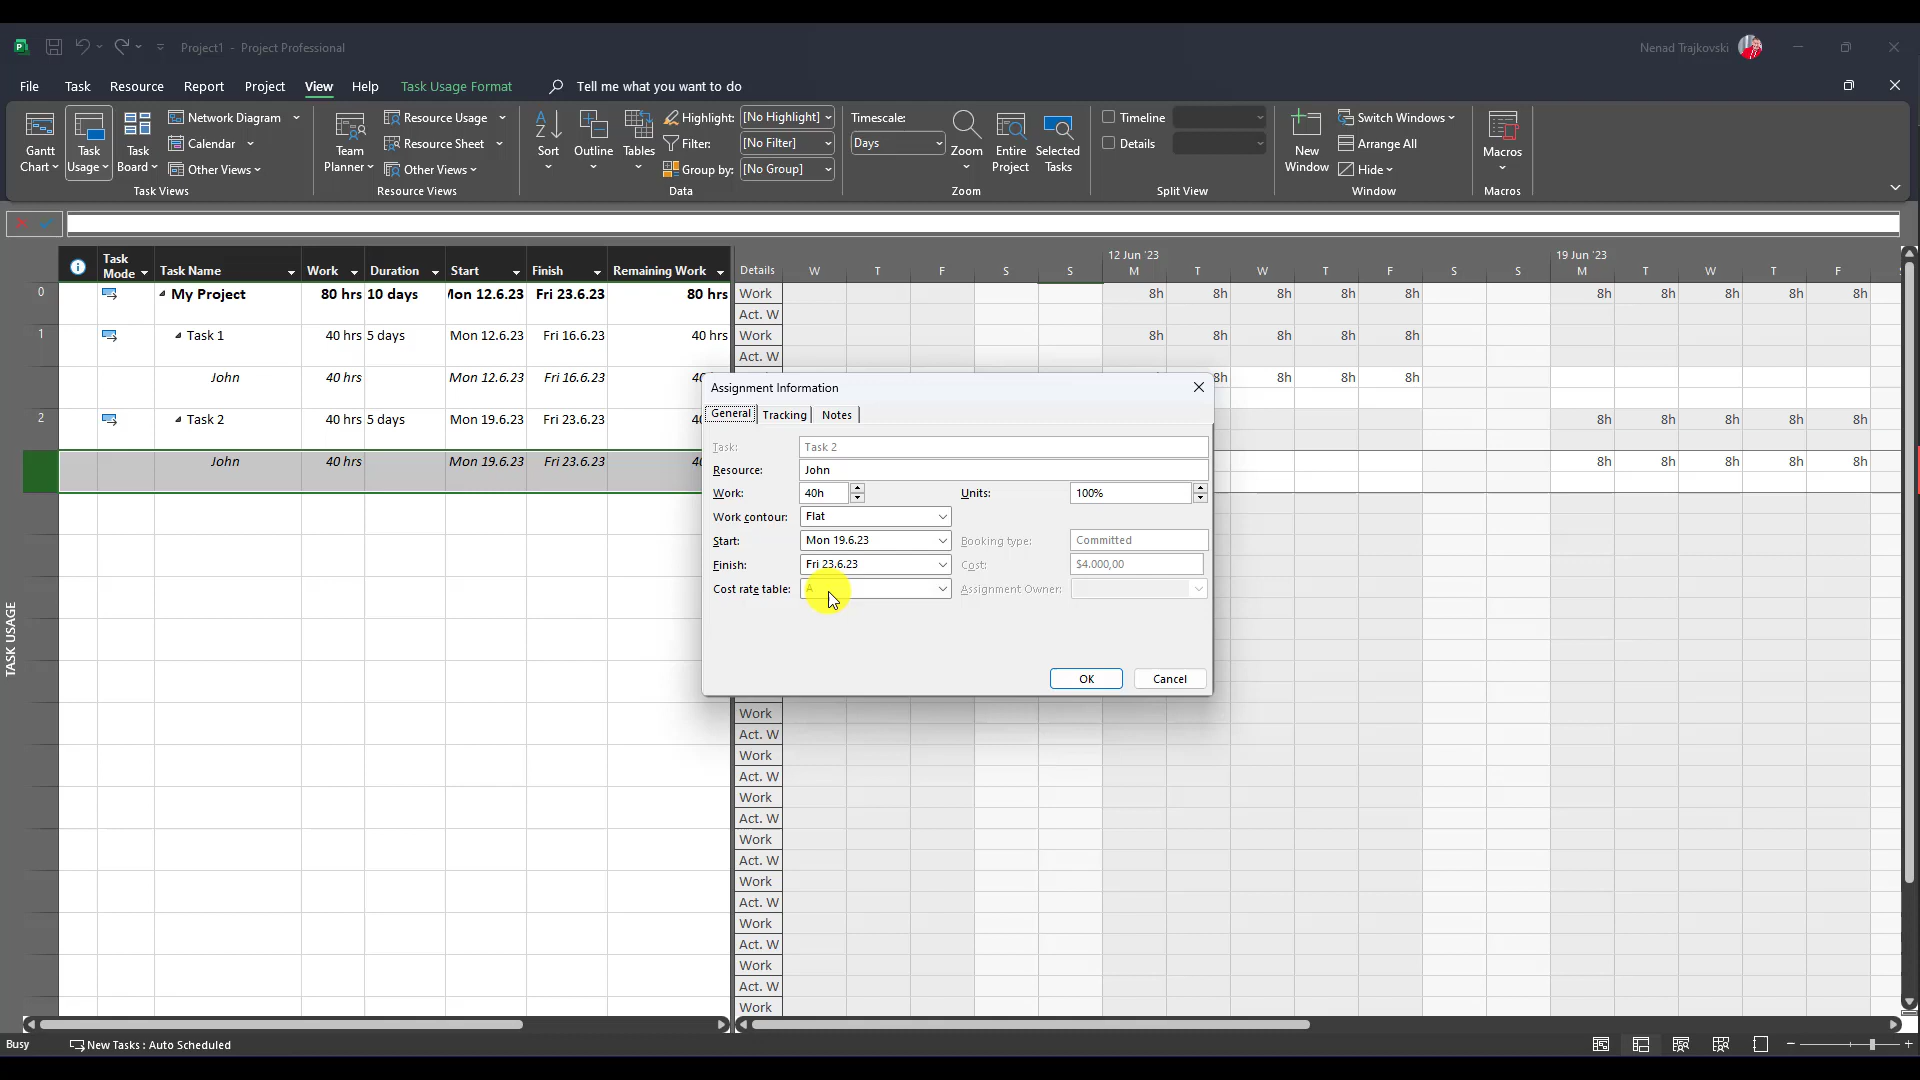 Project1 - Project Professional
Nenad Trajkovski
File Task Resource Report Project View Help Task Usage Format Tell me what you want to do
Gantt Chart
Task Usage
Task Board
Network Diagram
Calendar
Other Views
Task Views
Team Planner
Resource Usage
Resource Sheet
Other Views
Resource Views
Sort
Outline
Tables
Highlight: [No Highlight]
Filter: [No Filter]
Group by: [No Group]
Data
Timescale:
Days
Zoom
Entire Project
Selected Tasks
Zoom
Timeline
Details
Split View
New Window
Switch Windows
Arrange All
Hide
Window
Macros
Macros
Task Mode Task Name Work Duration Start Finish Remaining Work
0 My Project 80 hrs 10 days Mon 12.6.23 Fri 23.6.23 80 hrs
1 Task 1 40 hrs 5 days Mon 12.6.23 Fri 16.6.23 40 hrs
John 40 hrs Mon 12.6.23 Fri 16.6.23 40
2 Task 2 40 hrs 5 days Mon 19.6.23 Fri 23.6.23 40 hrs
John 40 hrs Mon 19.6.23 Fri 23.6.23 40
TASK USAGE
12 Jun '23 19 Jun '23
Details W T F S S M T W T F S S M T W T F
Work 8h 8h 8h 8h 8h 8h 8h 8h 8h 8h
Act. W
Work 8h 8h 8h 8h 8h
Act. W
8h 8h 8h 8h
8h 8h 8h 8h 8h
8h 8h 8h 8h 8h
Assignment Information
General Tracking Notes
Task: Task 2
Resource: John
Work: 40h Units: 100%
Work contour: Flat
Start: Mon 19.6.23 Booking type: Committed
Finish: Fri 23.6.23 Cost: $4.000,00
Cost rate table: A Assignment Owner:
OK Cancel
Work
Act. W
Work
Act. W
Work
Act. W
Work
Act. W
Work
Act. W
Work
Act. W
Work
Act. W
Work
Busy New Tasks : Auto Scheduled